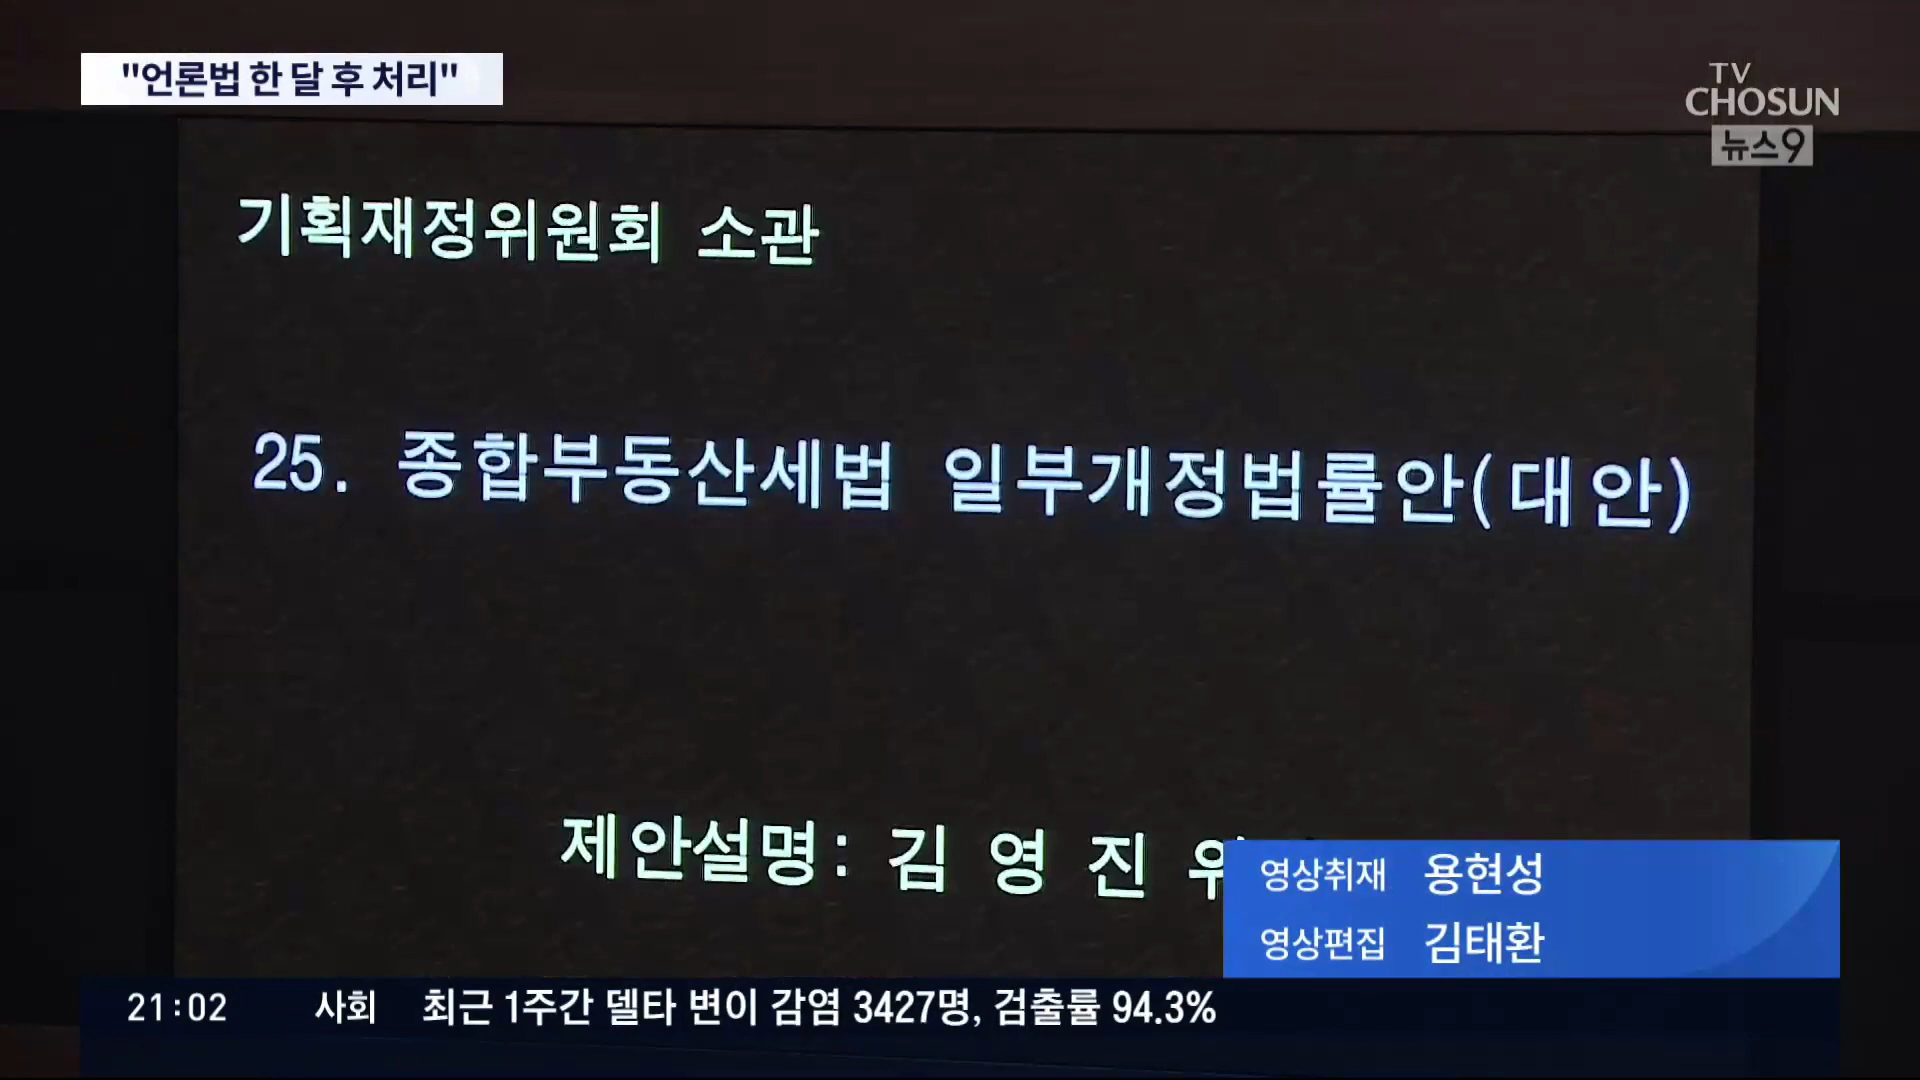 "언론법 한 달 후 처리"
TV
CHOSUN
뉴스9
기획재정위원회 소관
25. 종합부동산세법 일부개정법률안(대안)
제안설명: 김 영 진
영상취재 용현성
영상편집 김태환
21:02 사회 최근 1주간 델타 변이 감염 3427명, 검출률 94.3%